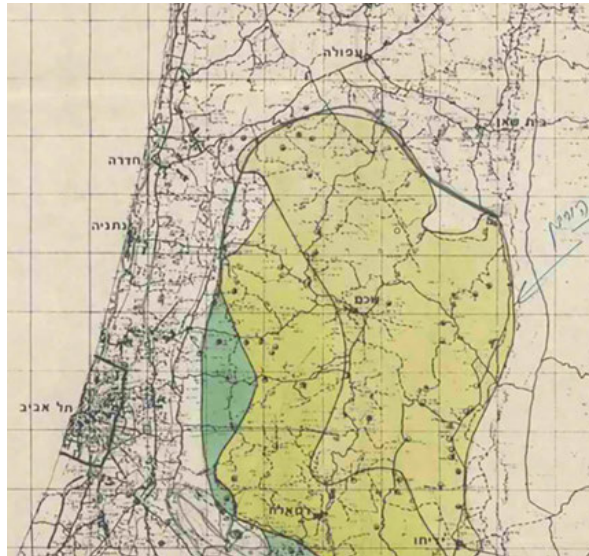 עפולה
בית שאן
חדרה
נתניה
שכם
תל אביב
רמאללה
יריחו